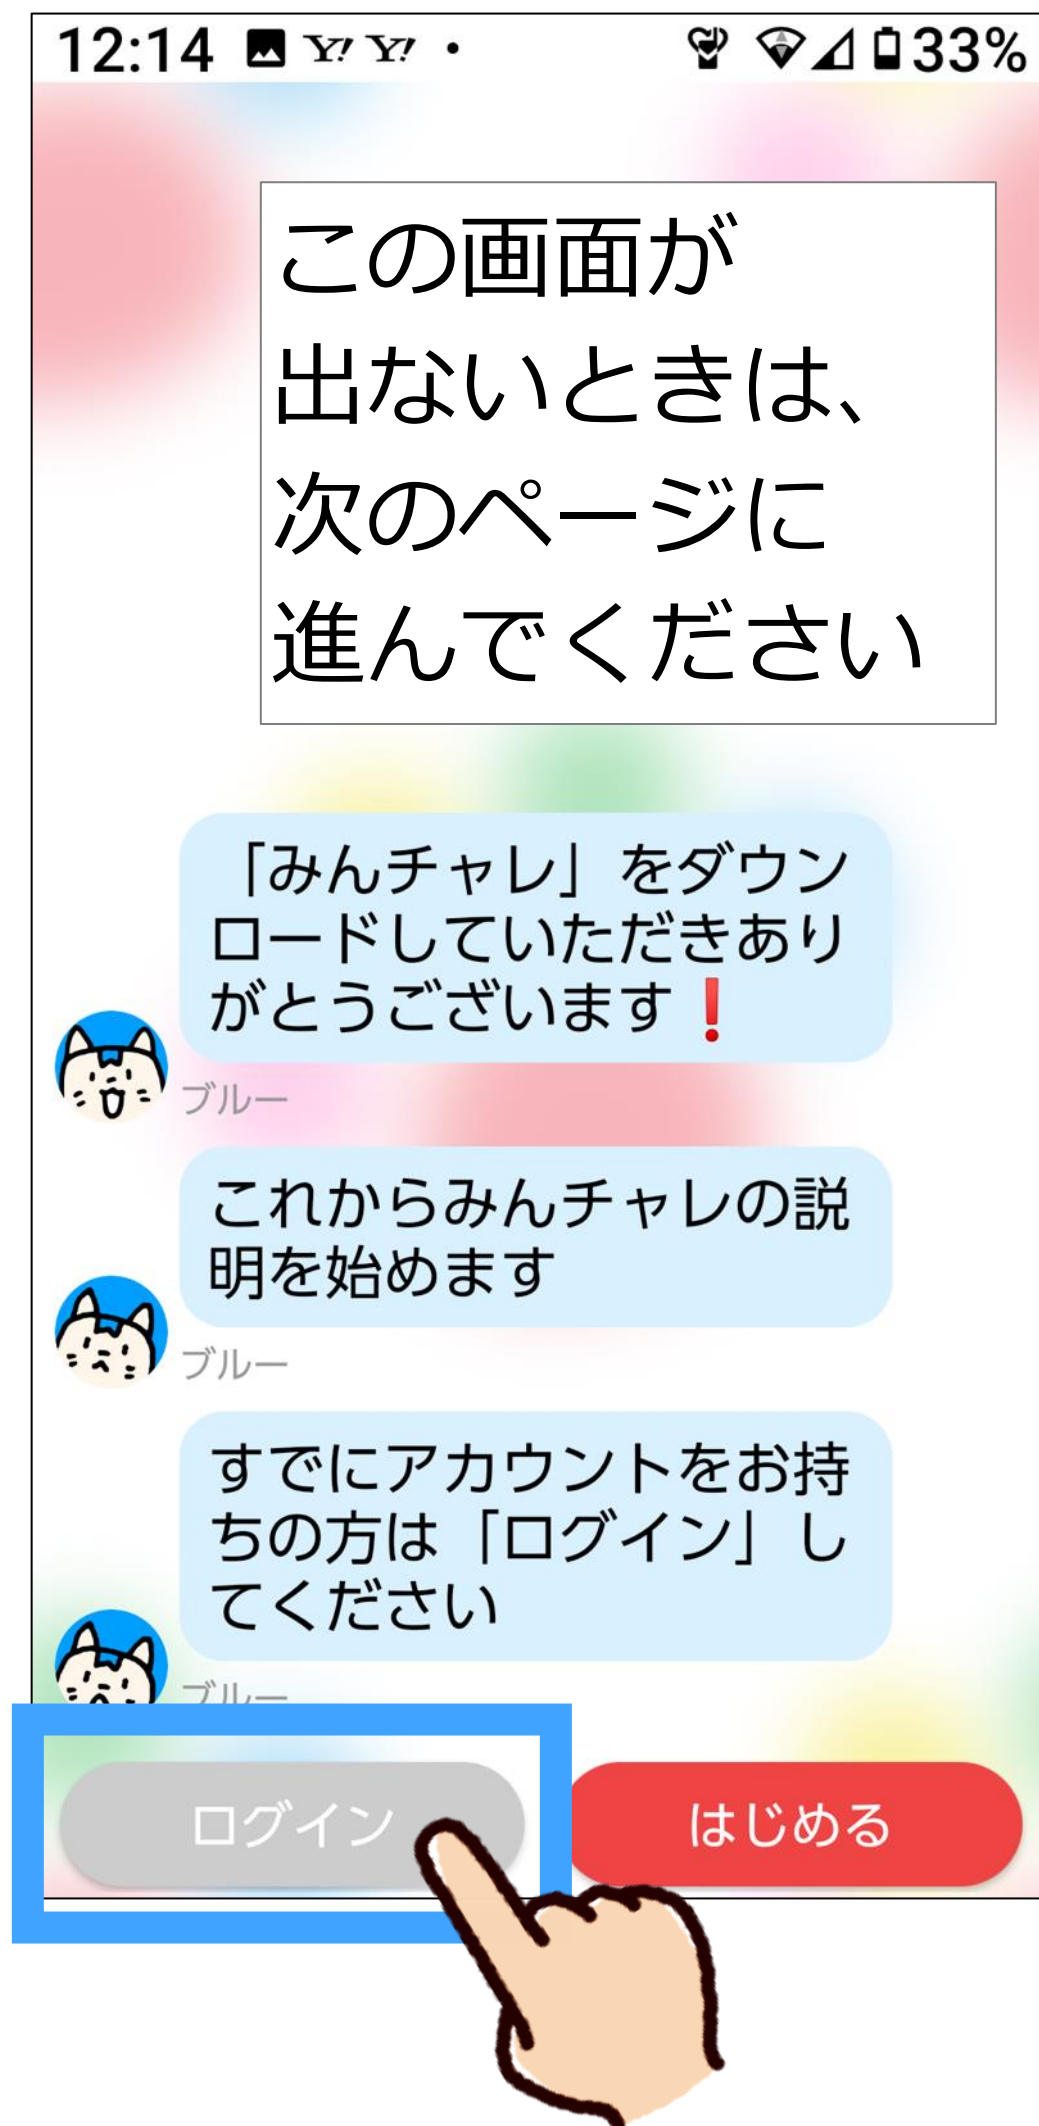 12:14 Y! Y! • 33%
この画面が
出ないときは、
次のページに
進んでください
「みんチャレ」をダウン
ロードしていただきあり
がとうございます❗
ブルー
これからみんチャレの説
明を始めます
ブルー
すでにアカウントをお持
ちの方は「ログイン」し
てください
ブルー
ログイン
はじめる